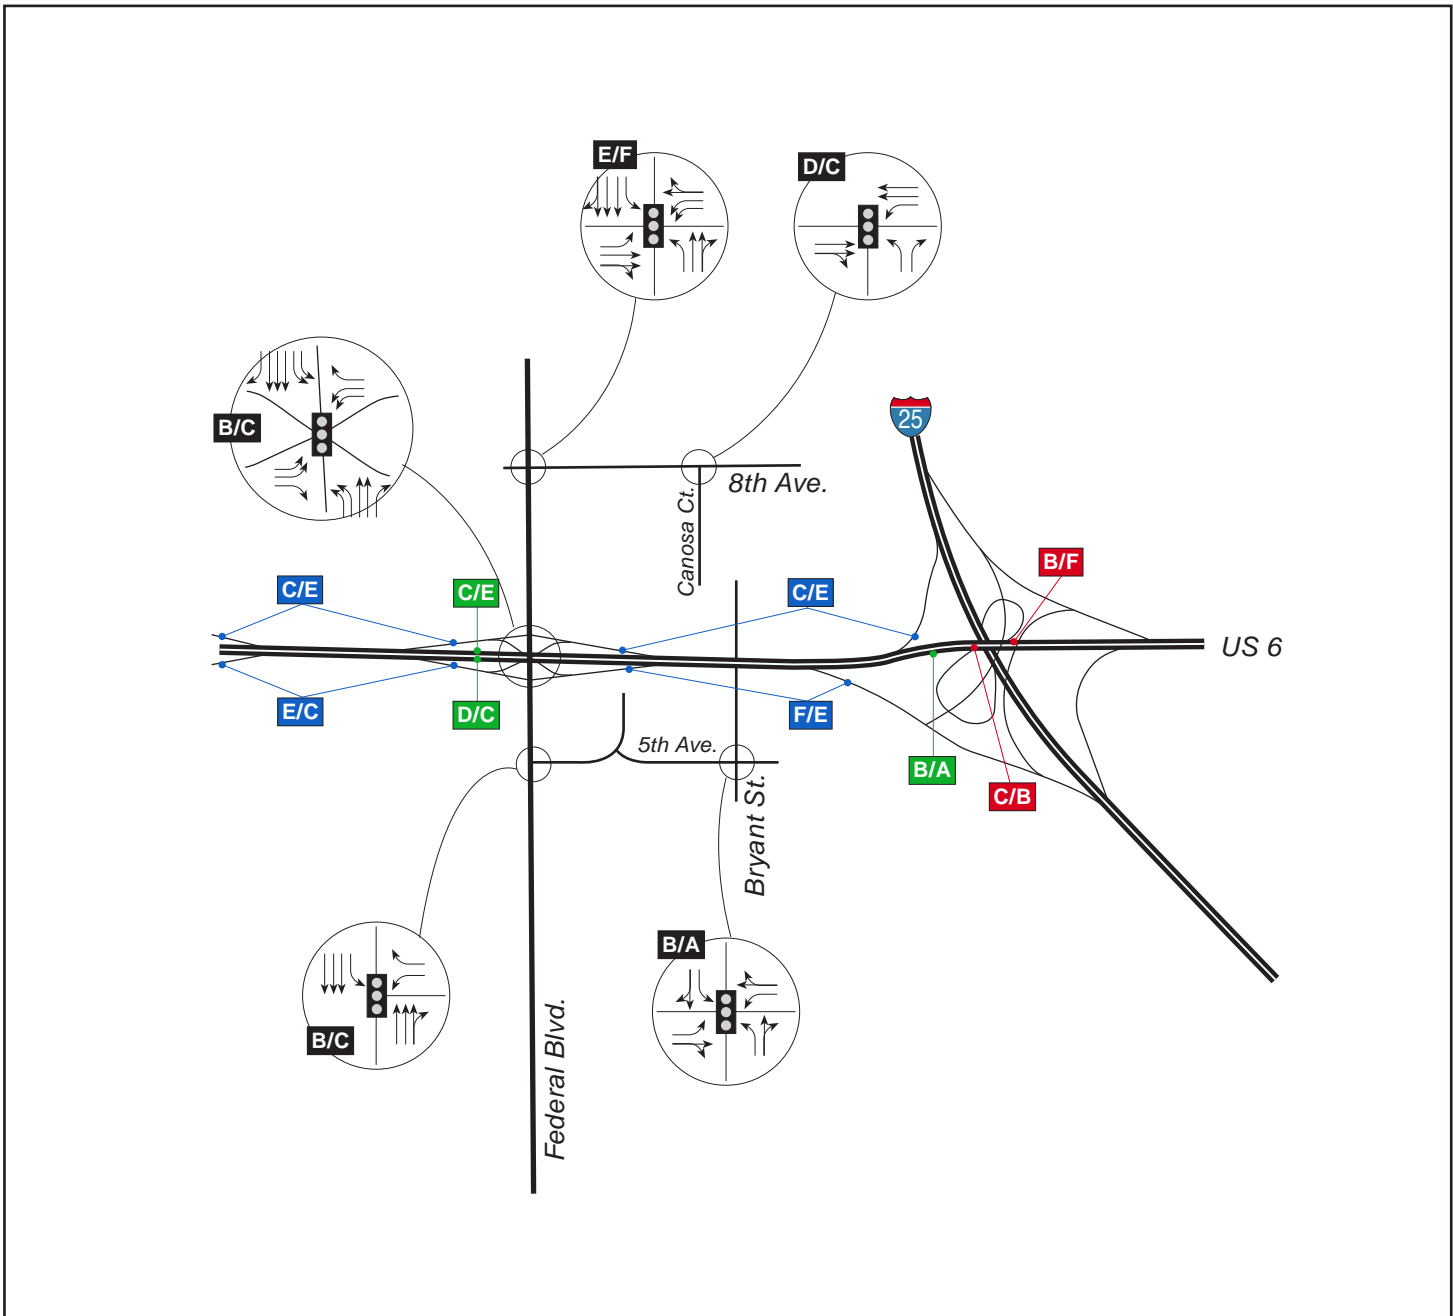 E/F
D/C
B/C
25
8th Ave.
Canosa Ct.
B/F
C/E
C/E
C/E
US 6
E/C
D/C
F/E
5th Ave.
B/A
C/B
Bryant St.
B/A
B/C
Federal Blvd.